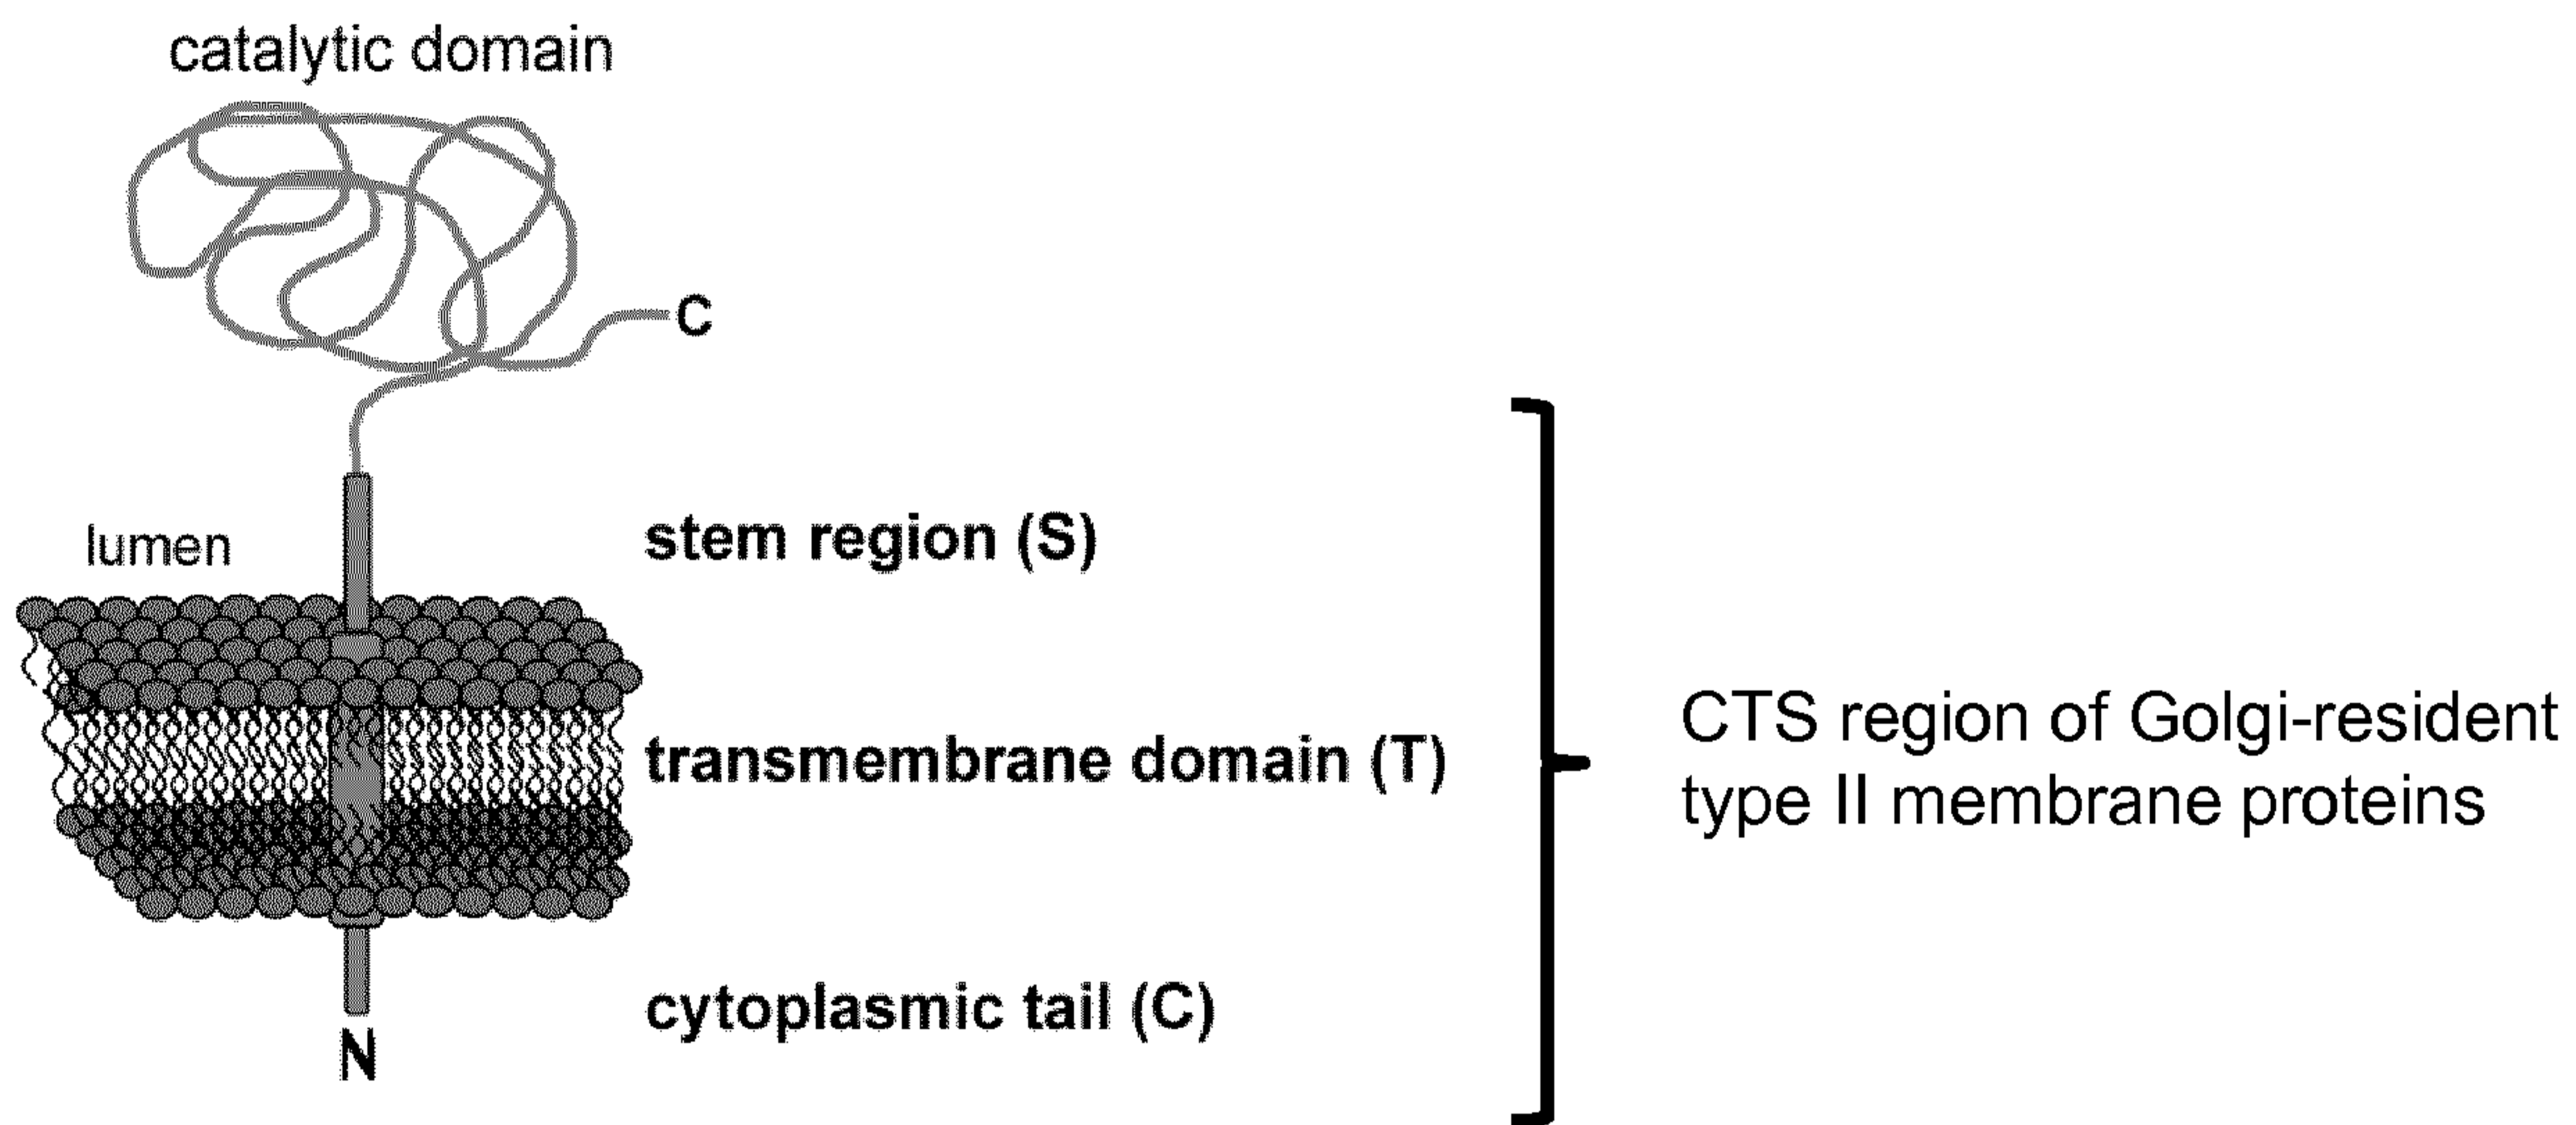 catalytic domain
C
lumen
stem region (S)
transmembrane domain (T)
cytoplasmic tail (C)
N
CTS region of Golgi-resident
type II membrane proteins